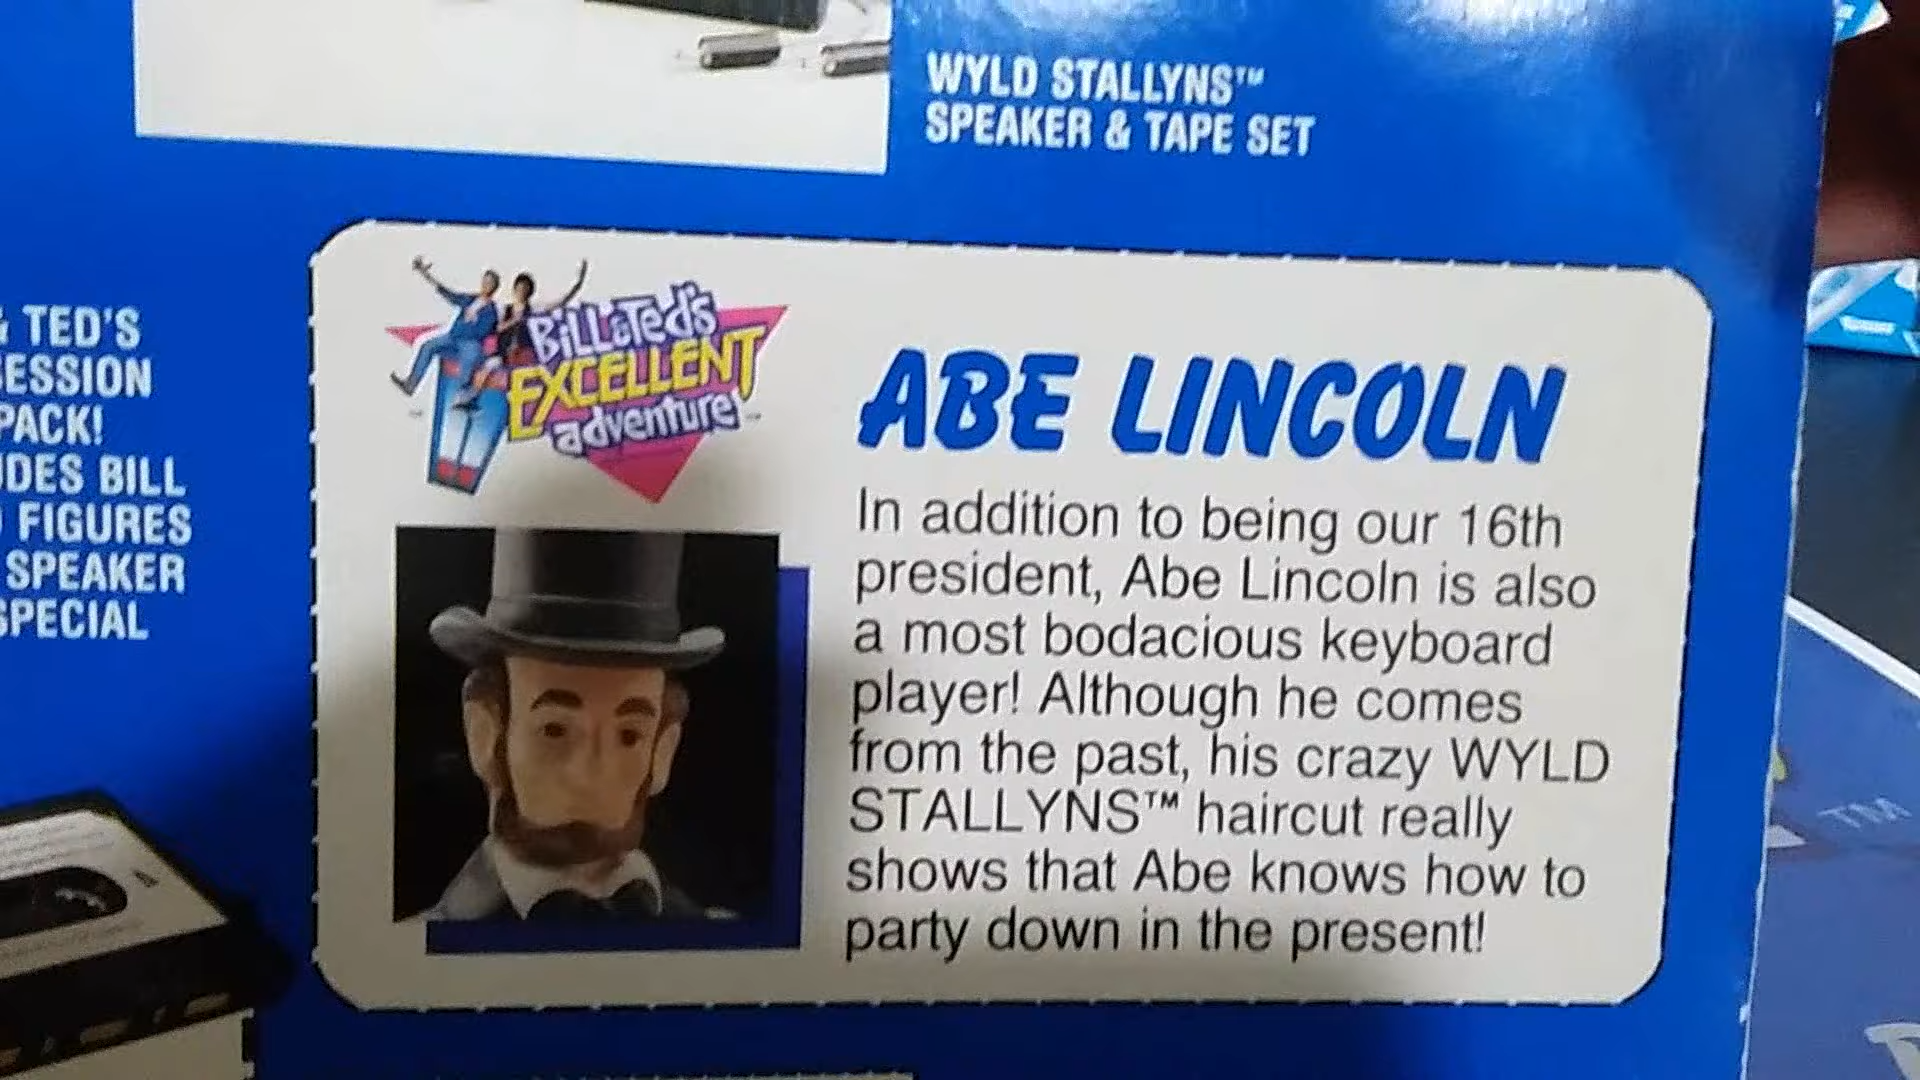 WYLD STALLYNS™
SPEAKER & TAPE SET
& TED'S
PACK!
BILL
FIGURES
SPEAKER
SPECIAL
Bill & Ted's
EXCELLENT
adventure
ABE LINCOLN
In addition to being our 16th
president, Abe Lincoln is also
a most bodacious keyboard
player! Although he comes
from the past, his crazy WYLD
STALLYNS™ haircut really
shows that Abe knows how to
party down in the present!
TM